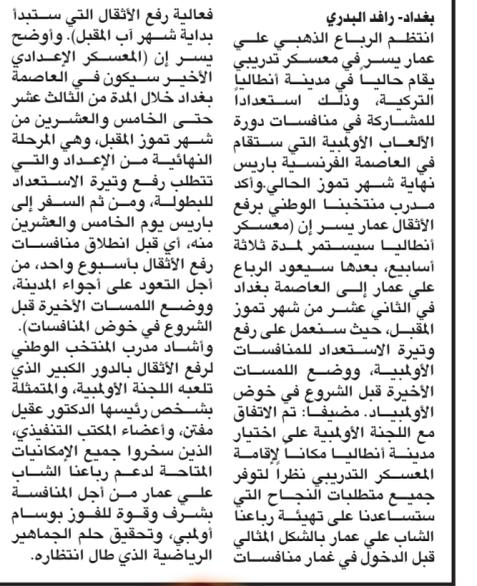 بغداد- رافد البدري
انتظم الرباع الذهبي علي
عمار يسر في معسكر تدريبي
يقام حالياً في مدينة أنطاليا
التركية، وذلك استعداداً
للمشاركة في منافسات دورة
الألعاب الأولمبية التي ستقام
في العاصمة الفرنسية باريس
نهاية شهر تموز الحالي.وأكد
مدرب منتخبنا الوطني برفع
الأثقال عمار يسر إن (معسكر
أنطاليا سيستمر لمدة ثلاثة
أسابيع، بعدها سيعود الرباع
علي عمار إلى العاصمة بغداد
في الثاني عشر من شهر تموز
المقبل، حيث سنعمل على رفع
وتيرة الاستعداد للمنافسات
الأولمبية، ووضع اللمسات
الأخيرة قبل الشروع في خوض
الأولمبياد. مضيفا: تم الاتفاق
مع اللجنة الأولمبية على اختيار
مدينة أنطاليا مكانا لإقامة
المعسكر التدريبي نظراً لتوفر
جميع متطلبات النجاح التي
ستساعدنا على تهيئة رباعنا
الشاب علي عمار بالشكل المثالي
قبل الدخول في غمار منافسات
فعالية رفع الأثقال التي ستبدأ
بداية شهر آب المقبل). وأوضح
يسر إن (المعسكر الإعدادي
الأخير سيكون في العاصمة
بغداد خلال المدة من الثالث عشر
حتى الخامس والعشرين من
شهر تموز المقبل، وهي المرحلة
النهائية من الإعداد والتي
تتطلب رفع وتيرة الاستعداد
للبطولة، ومن ثم السفر إلى
باريس يوم الخامس والعشرين
منه، أي قبل انطلاق منافسات
رفع الأثقال بأسبوع واحد، من
أجل التعود على أجواء المدينة،
ووضع اللمسات الأخيرة قبل
الشروع في خوض المنافسات).
وأشاد مدرب المنتخب الوطني
لرفع الأثقال بالدور الكبير الذي
تلعبه اللجنة الأولمبية، والمتمثلة
بشخص رئيسها الدكتور عقيل
مفتن، وأعضاء المكتب التنفيذي،
الذين سخروا جميع الإمكانيات
المتاحة لدعم رباعنا الشاب
علي عمار من أجل المنافسة
بشرف وقوة للفوز بوسام
أولمبي، وتحقيق حلم الجماهير
الرياضية الذي طال انتظاره.